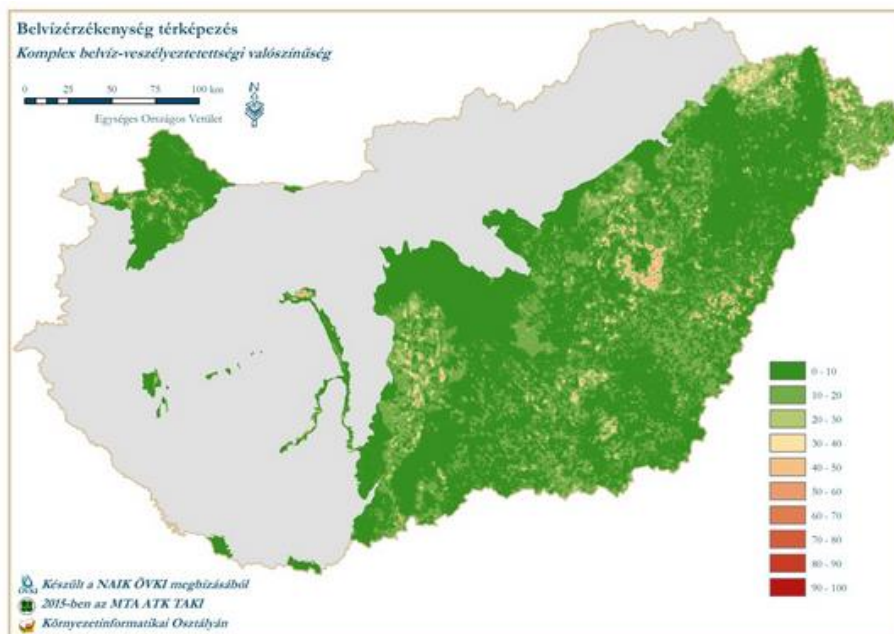 Belvízérzékenység térképezés
Komplex belvíz-veszélyeztetettségi valószínűség
0 25 50 75 100 km
N
Egységes Országos Vetület
0 - 10
10 - 20
20 - 30
30 - 40
40 - 50
50 - 60
60 - 70
70 - 80
80 - 90
90 - 100
ÖVKI
Készült a NAIK ÖVKI megbízásából
2015-ben az MTA ATK TAKI
Környezetinformatikai Osztályán